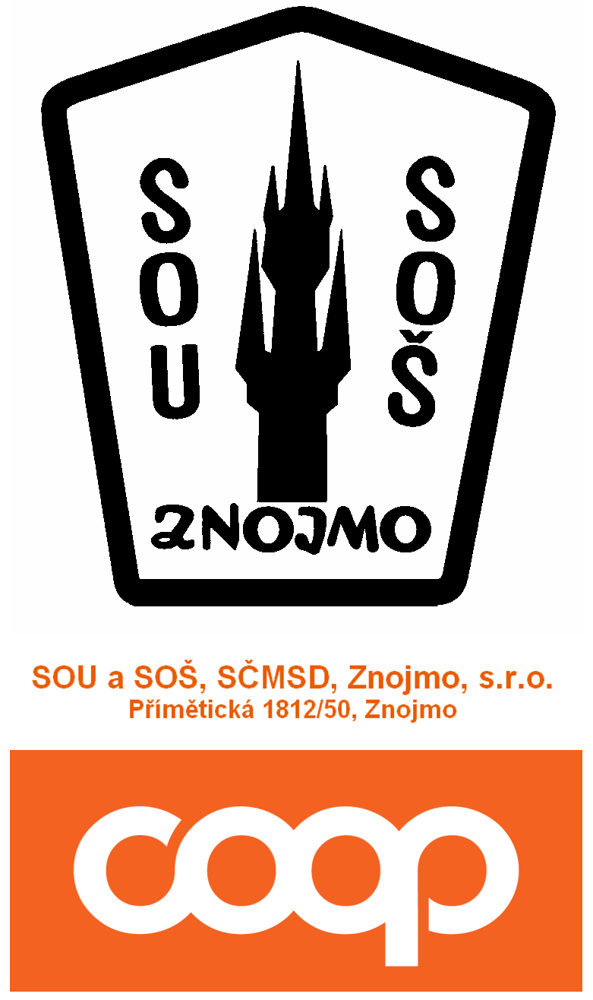 SOU
SOŠ
ZNOJMO
SOU a SOŠ, SČMSD, Znojmo, s.r.o.
Přímětická 1812/50, Znojmo
coop